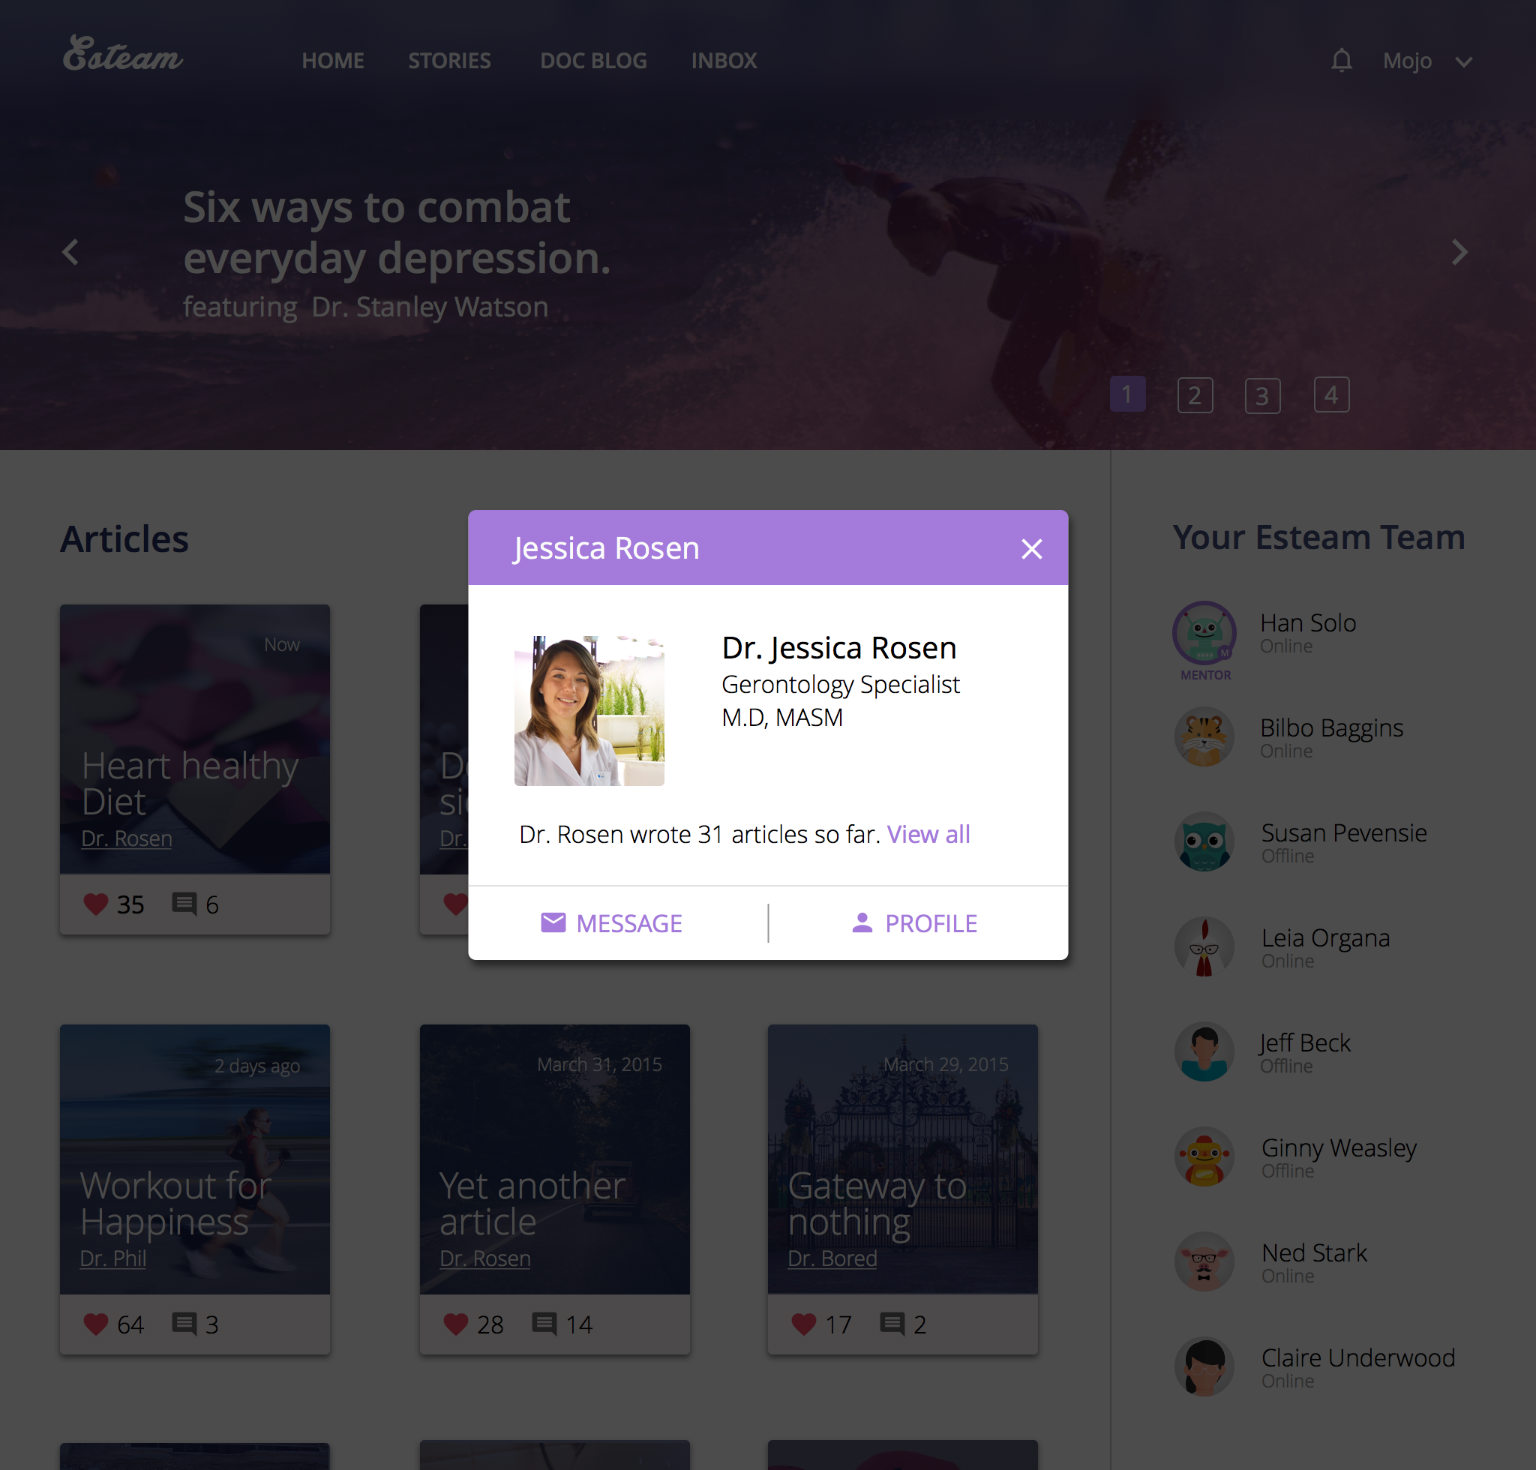 Esteam
HOME
STORIES
DOC BLOG
INBOX
Mojo
Six ways to combat
everyday depression.
featuring Dr. Stanley Watson
1
2
3
4
Articles
Now
Heart healthy
Diet
Dr. Rosen
35
6
Dr.
Jessica Rosen
Dr. Jessica Rosen
Gerontology Specialist
M.D, MASM
Dr. Rosen wrote 31 articles so far. View all
MESSAGE
PROFILE
2 days ago
Workout for
Happiness
Dr. Phil
64
3
March 31, 2015
Yet another
article
Dr. Rosen
28
14
March 29, 2015
Gateway to
nothing
Dr. Bored
17
2
Your Esteam Team
Han Solo
Online
M
MENTOR
Bilbo Baggins
Online
Susan Pevensie
Offline
Leia Organa
Online
Jeff Beck
Offline
Ginny Weasley
Offline
Ned Stark
Online
Claire Underwood
Online